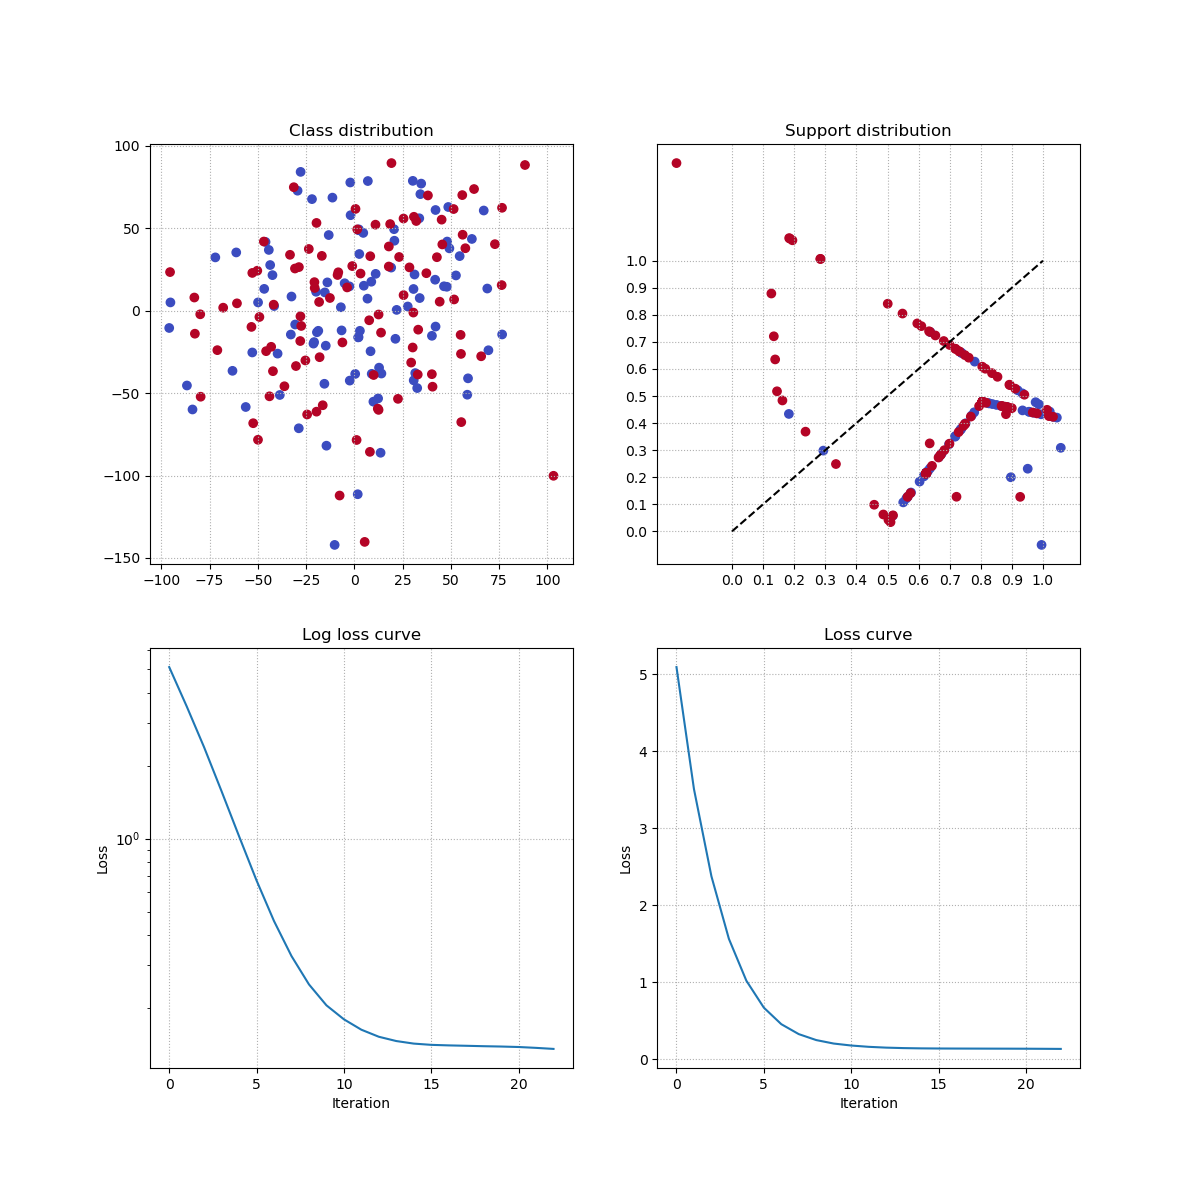 Class distribution
100
50
0
−50
−100
−150
−100 −75 −50 −25 0 25 50 75 100
Support distribution
1.0
0.9
0.8
0.7
0.6
0.5
0.4
0.3
0.2
0.1
0.0
0.0 0.1 0.2 0.3 0.4 0.5 0.6 0.7 0.8 0.9 1.0
Log loss curve
Loss
10⁰
0 5 10 15 20
Iteration
Loss curve
Loss
5
4
3
2
1
0
0 5 10 15 20
Iteration